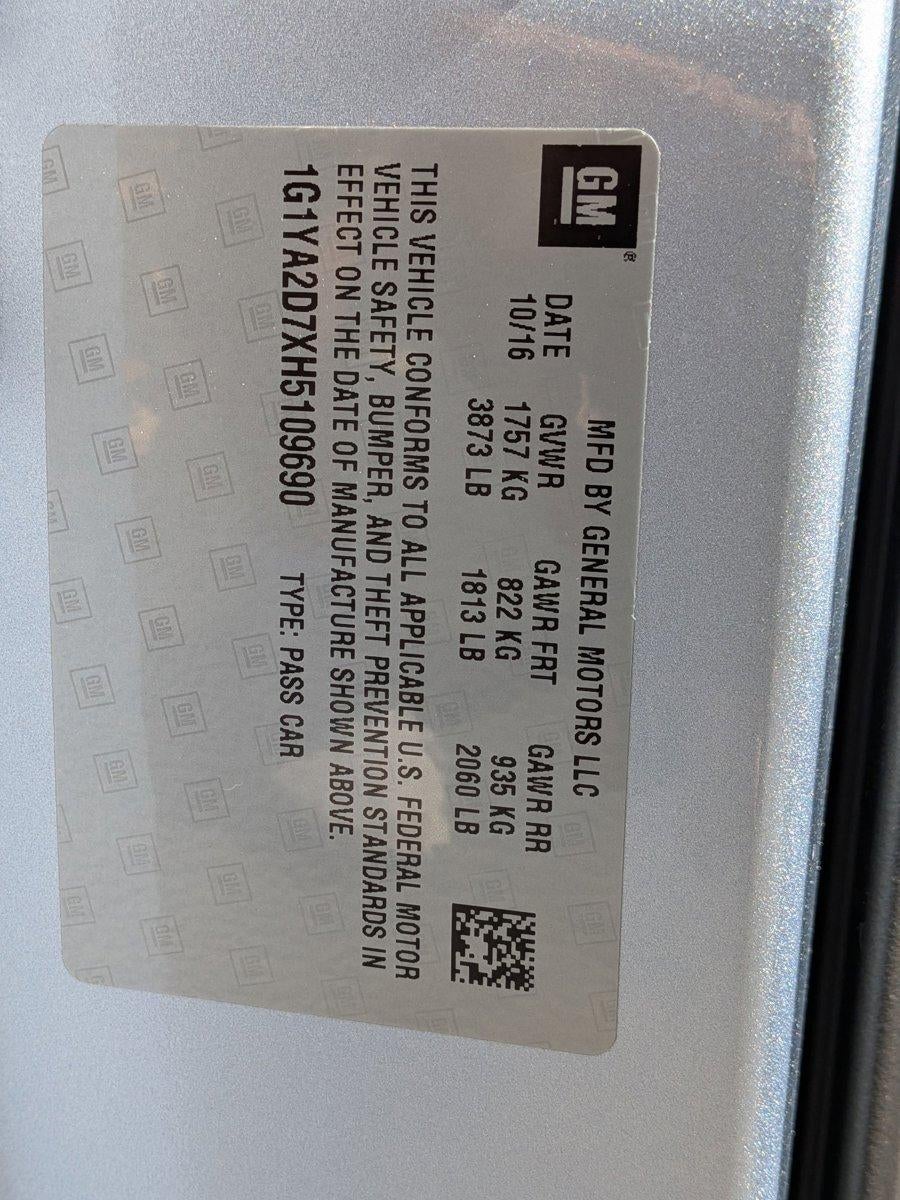 GM®
MFD BY GENERAL MOTORS LLC
DATE GVWR GAWR FRT GAWR RR
10/16 1757 KG 822 KG 935 KG
3873 LB 1813 LB 2060 LB
THIS VEHICLE CONFORMS TO ALL APPLICABLE U.S. FEDERAL MOTOR
VEHICLE SAFETY, BUMPER, AND THEFT PREVENTION STANDARDS IN
EFFECT ON THE DATE OF MANUFACTURE SHOWN ABOVE.
1G1YA2D7XH5109690 TYPE: PASS CAR